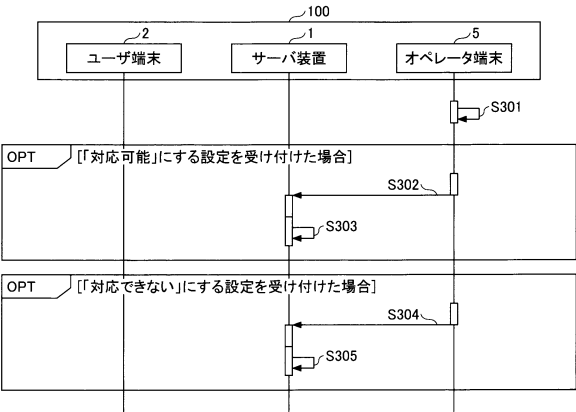 100
2
1
5
ユーザ端末
サーバ装置
オペレータ端末
S301
OPT
[「対応可能」にする設定を受け付けた場合]
S302
S303
OPT
[「対応できない」にする設定を受け付けた場合]
S304
S305